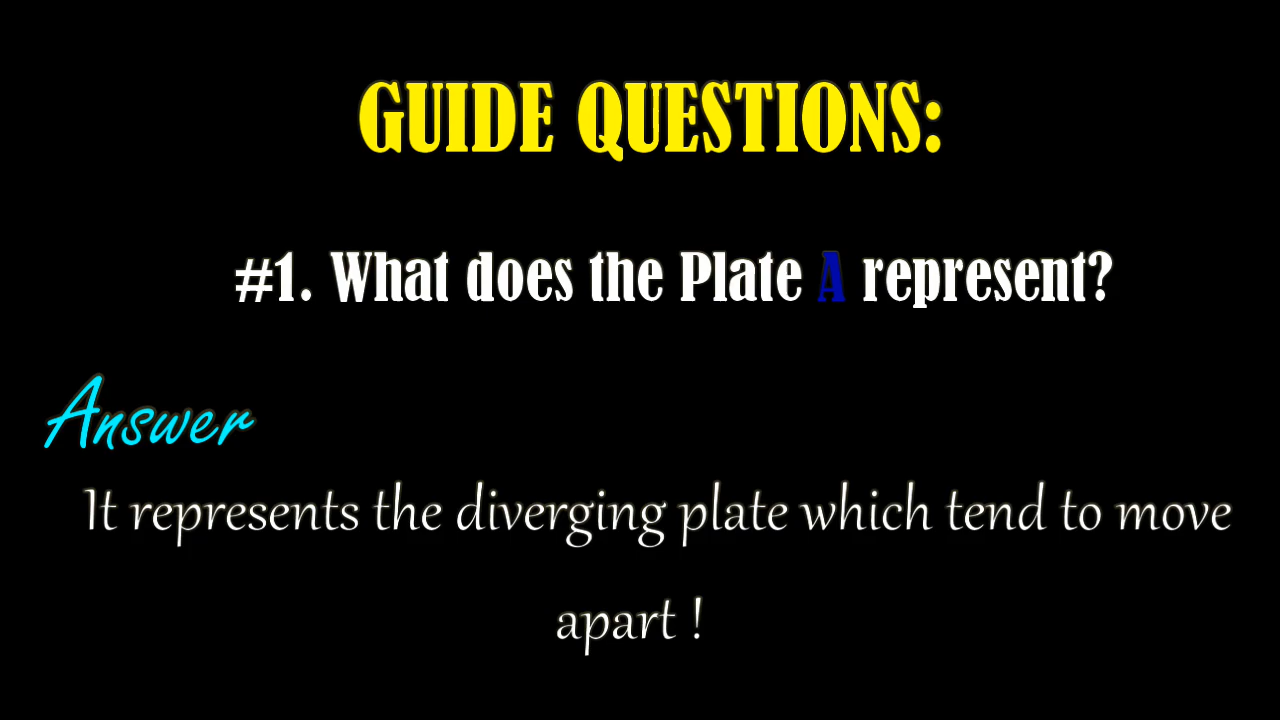 GUIDE QUESTIONS:
#1. What does the Plate A represent?
Answer
It represents the diverging plate which tend to move
apart !